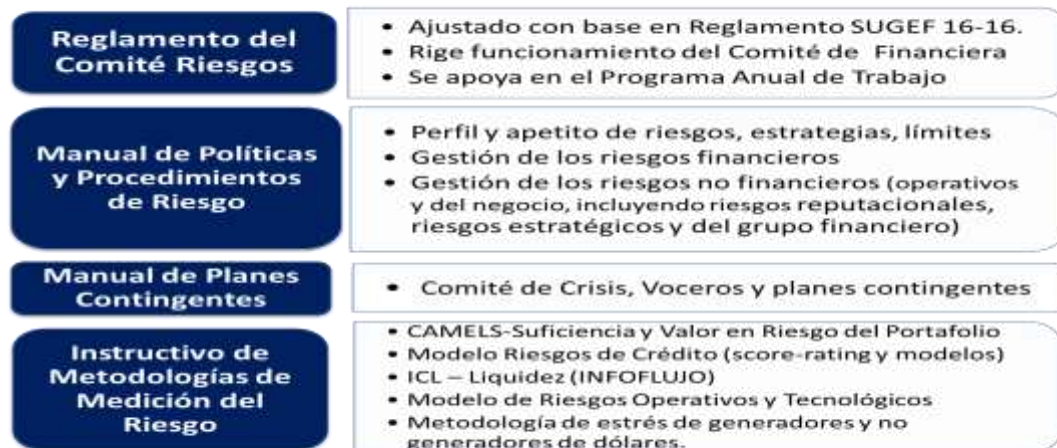 Reglamento del
Comité Riesgos
• Ajustado con base en Reglamento SUGEF 16-16.
• Rige funcionamiento del Comité de Financiera
• Se apoya en el Programa Anual de Trabajo
Manual de Políticas
y Procedimientos
de Riesgo
• Perfil y apetito de riesgos, estrategias, límites
• Gestión de los riesgos financieros
• Gestión de los riesgos no financieros (operativos
y del negocio, incluyendo riesgos reputacionales,
riesgos estratégicos y del grupo financiero)
Manual de Planes
Contingentes
• Comité de Crisis, Voceros y planes contingentes
Instructivo de
Metodologías de
Medición del
Riesgo
• CAMELS-Suficiencia y Valor en Riesgo del Portafolio
• Modelo Riesgos de Crédito (score-rating y modelos)
• ICL – Liquidez (INFOFLUJO)
• Modelo de Riesgos Operativos y Tecnológicos
• Metodología de estrés de generadores y no
generadores de dólares.